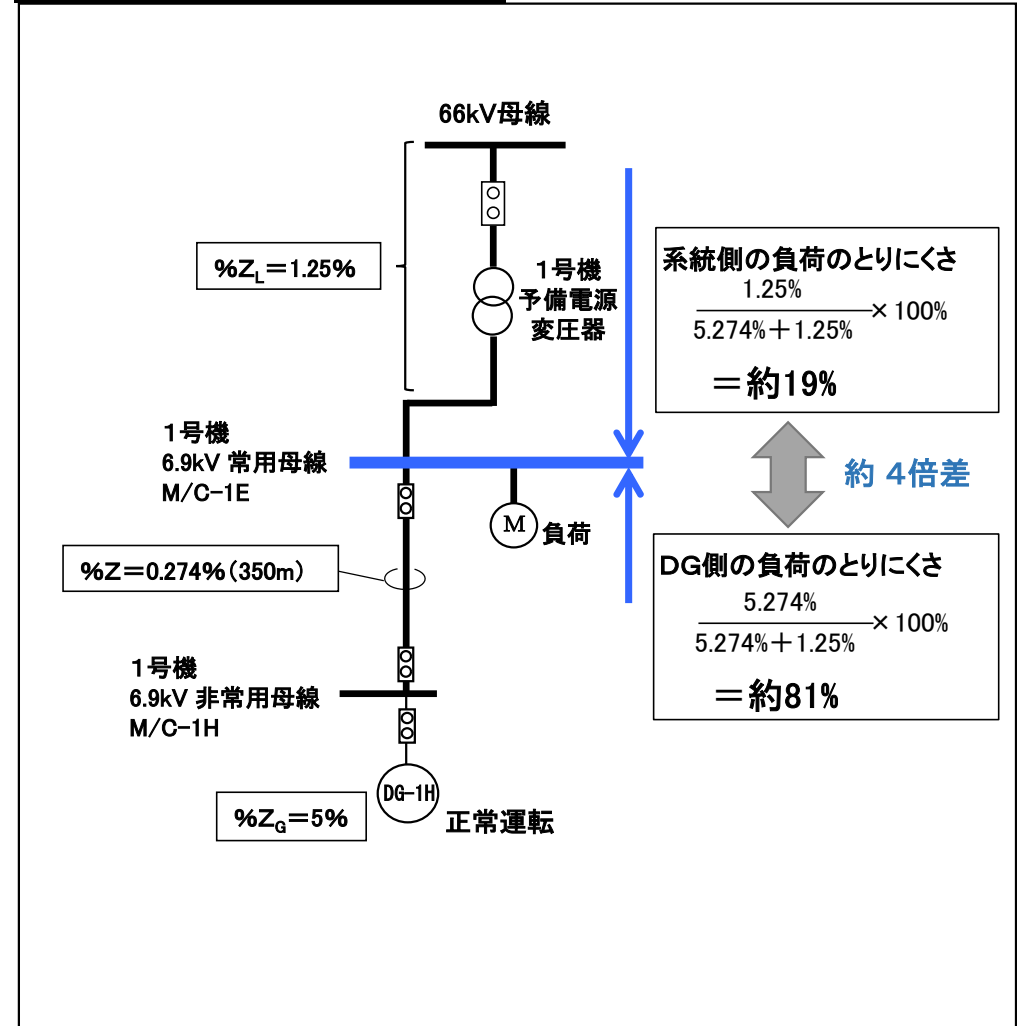 66kV母線
%ZL＝1.25%
1号機
予備電源
変圧器
系統側の負荷のとりにくさ
1.25%
5.274%＋1.25%
× 100%
＝約19%
1号機
6.9kV 常用母線
M/C-1E
M
負荷
約 4倍差
%Z＝0.274%（350m）
DG側の負荷のとりにくさ
5.274%
5.274%＋1.25%
× 100%
＝約81%
1号機
6.9kV 非常用母線
M/C-1H
DG-1H
%ZG＝5%
正常運転